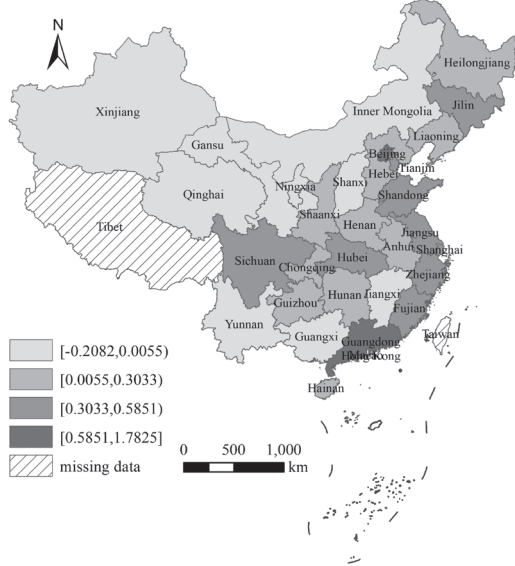 N
Heilongjiang
Jilin
Xinjiang
Inner Mongolia
Liaoning
Gansu
Beijing
Tianjin
Hebei
Ningxia
Shanxi
Qinghai
Shandong
Shaanxi
Tibet
Henan
Jiangsu
Anhui
Shanghai
Sichuan
Hubei
Chongqing
Zhejiang
Hunan
Jiangxi
Guizhou
Fujian
Yunnan
Guangxi
Guangdong
Taiwan
Hong Kong
Hainan
[-0.2082,0.0055)
[0.0055,0.3033)
[0.3033,0.5851)
[0.5851,1.7825]
missing data
0 500 1,000
km